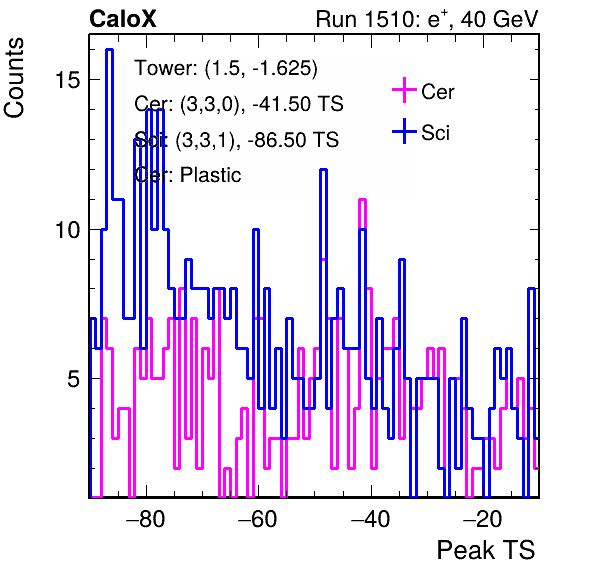 CaloX Run 1510: e⁺, 40 GeV
Counts
Tower: (1.5, -1.625)
Cer: (3,3,0), -41.50 TS
Sci: (3,3,1), -86.50 TS
Cer: Plastic
Cer
Sci
15
10
5
−80 −60 −40 −20
Peak TS